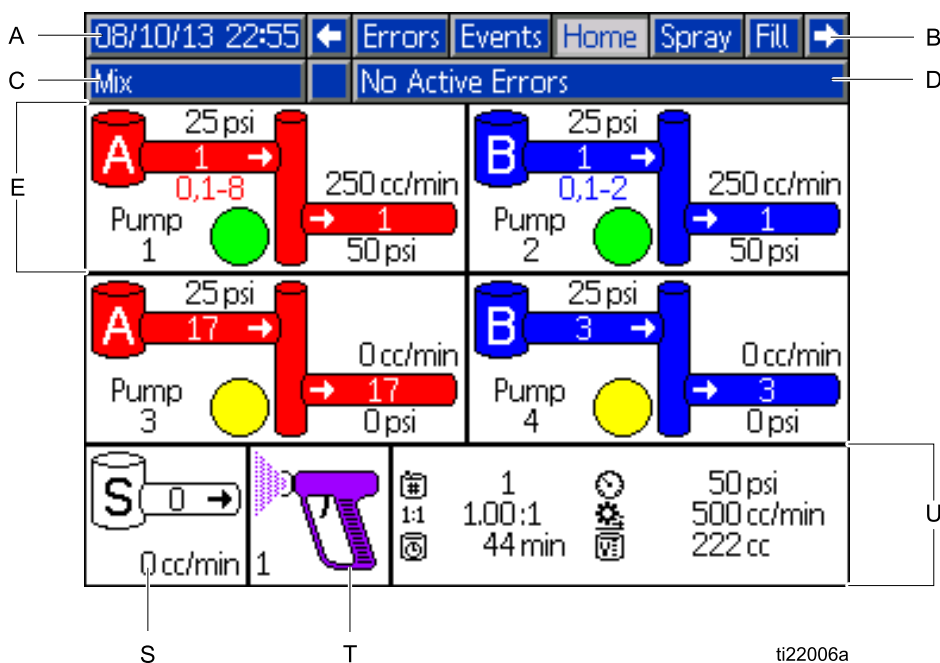 A
08/10/13 22:55
Errors
Events
Home
Spray
Fill
B
C
Mix
No Active Errors
D
E
25 psi
A
1
0,1-8
250 cc/min
1
50 psi
Pump
1
25 psi
B
1
0,1-2
250 cc/min
1
50 psi
Pump
2
25 psi
A
17
0 cc/min
17
0 psi
Pump
3
25 psi
B
3
0 cc/min
3
0 psi
Pump
4
S
0
0 cc/min
1
#
1
50 psi
1:1
1.00:1
500 cc/min
44 min
V
222 cc
U
S
T
ti22006a